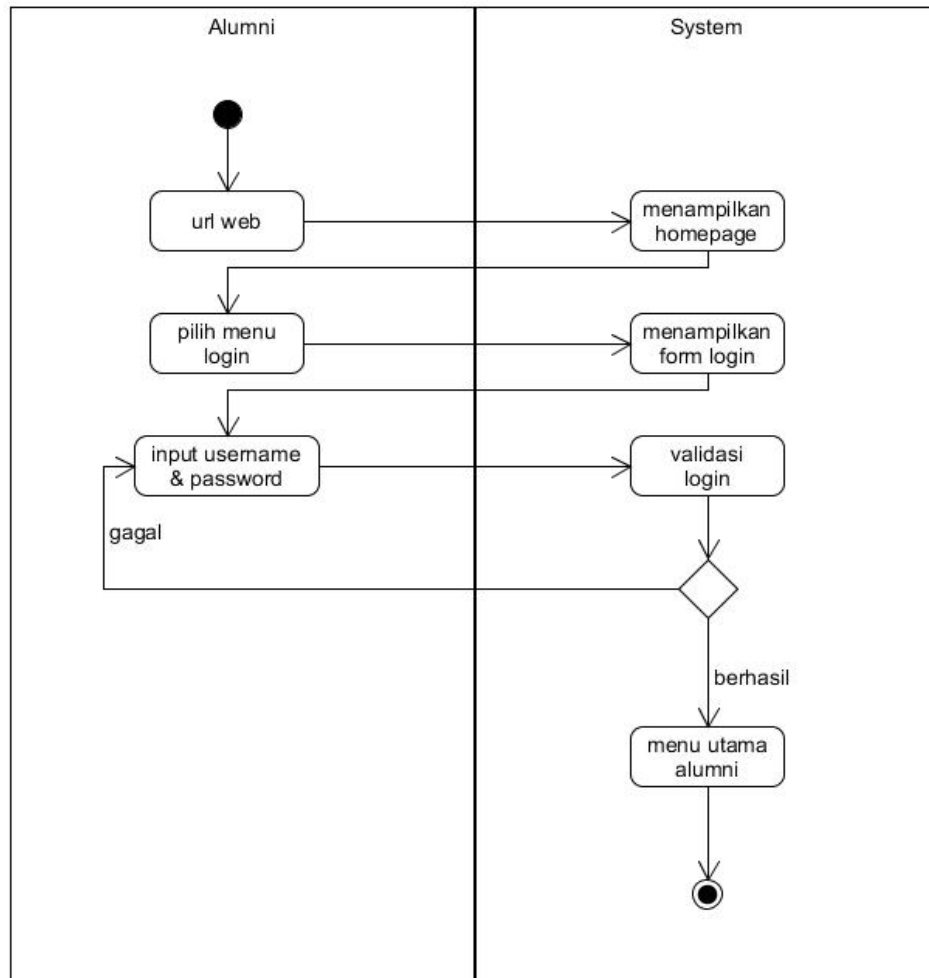 Alumni
System
url web
menampilkan
homepage
pilih menu
login
menampilkan
form login
input username
& password
validasi
login
gagal
berhasil
menu utama
alumni